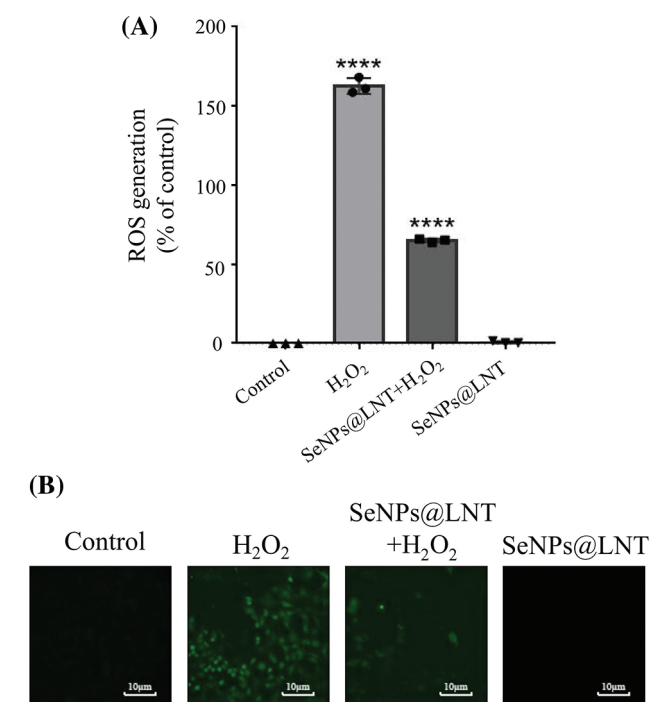 (A)
ROS generation
(% of control)
200
150
100
50
0
****
****
Control
H₂O₂
SeNPs@LNT+H₂O₂
SeNPs@LNT
(B)
Control
H₂O₂
SeNPs@LNT
+H₂O₂
SeNPs@LNT
10μm
10μm
10μm
10μm